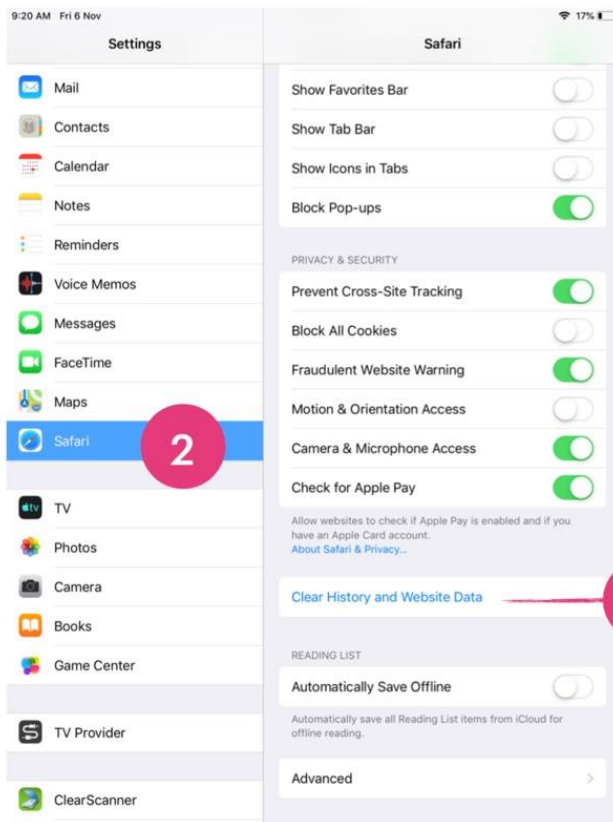 9:20 AM Fri 6 Nov
17%
Settings
Mail
Contacts
Calendar
Notes
Reminders
Voice Memos
Messages
FaceTime
Maps
Safari
2
tv
TV
Photos
Camera
Books
Game Center
TV Provider
ClearScanner
Safari
Show Favorites Bar
Show Tab Bar
Show Icons in Tabs
Block Pop-ups
PRIVACY & SECURITY
Prevent Cross-Site Tracking
Block All Cookies
Fraudulent Website Warning
Motion & Orientation Access
Camera & Microphone Access
Check for Apple Pay
Allow websites to check if Apple Pay is enabled and if you
have an Apple Card account.
About Safari & Privacy...
Clear History and Website Data
READING LIST
Automatically Save Offline
Automatically save all Reading List items from iCloud for
offline reading.
Advanced